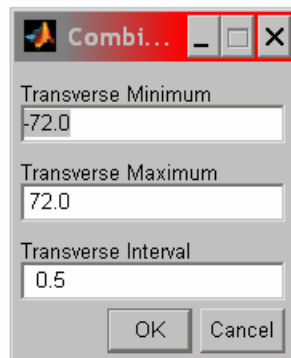 Combi...
Transverse Minimum
-72.0
Transverse Maximum
72.0
Transverse Interval
0.5
OK Cancel